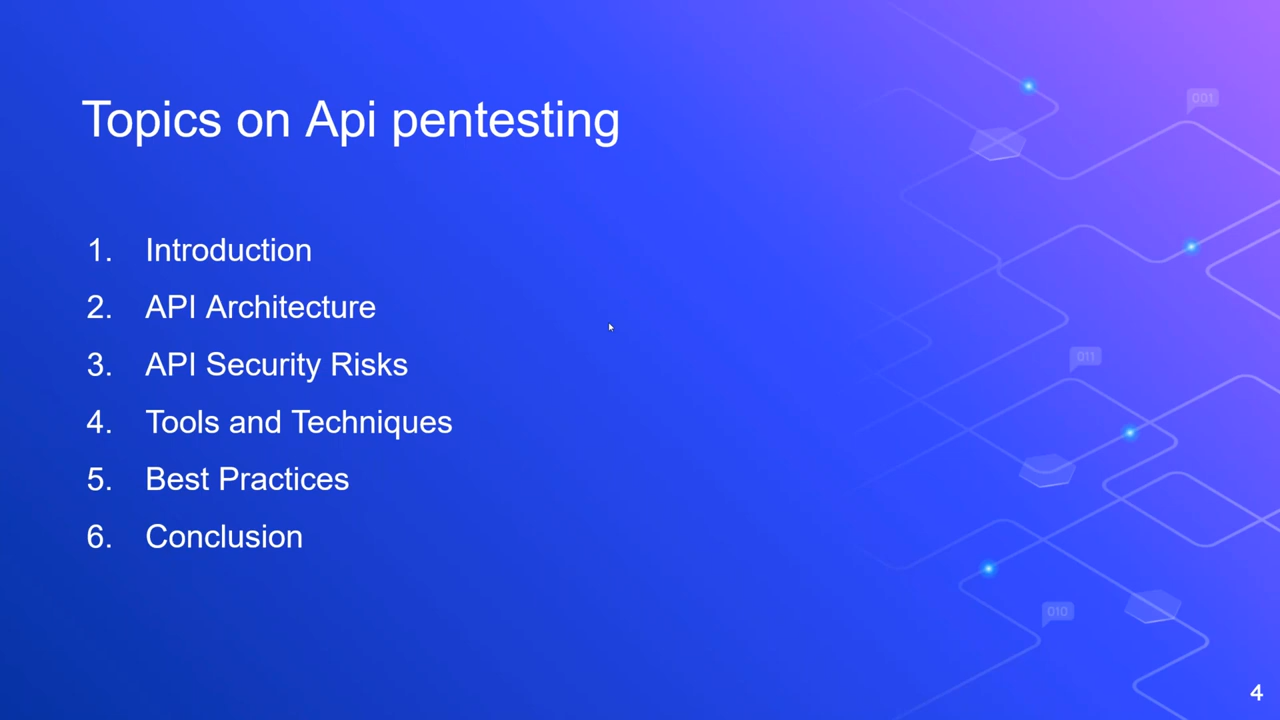 Topics on Api pentesting
001
1. Introduction
2. API Architecture
011
3. API Security Risks
4. Tools and Techniques
5. Best Practices
6. Conclusion
010
4